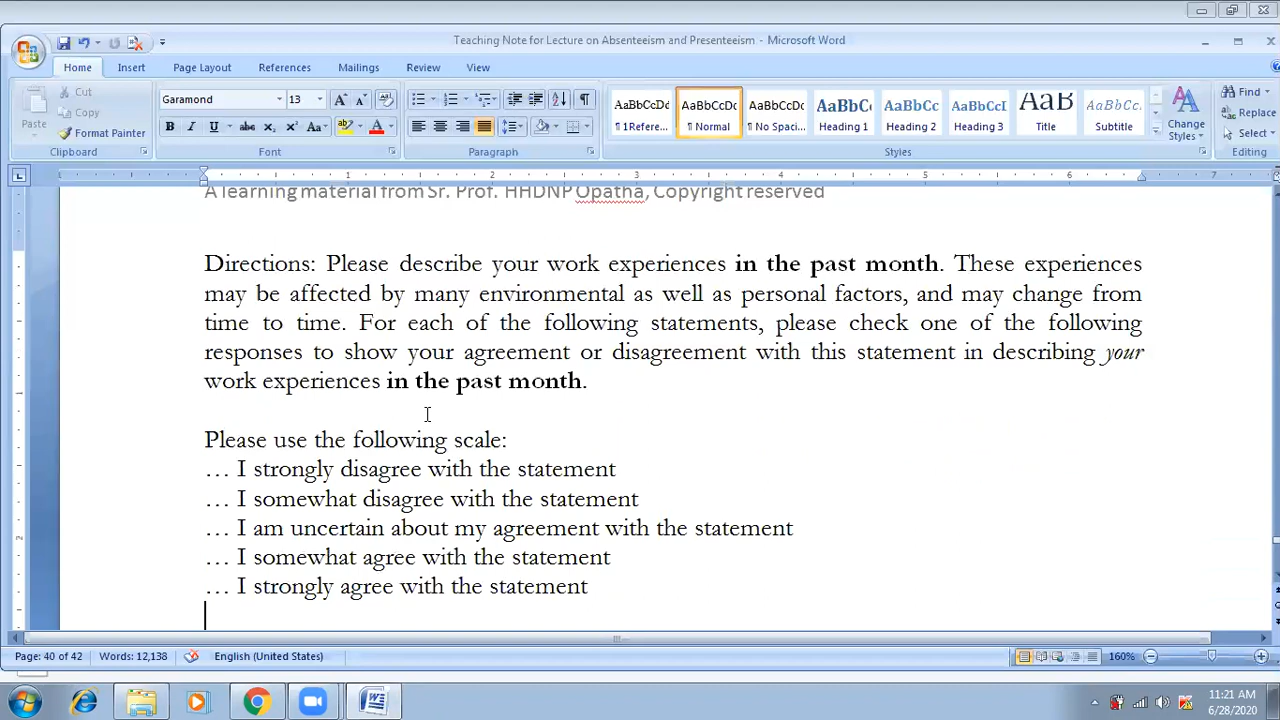 Teaching Note for Lecture on Absenteeism and Presenteeism - Microsoft Word
Home Insert Page Layout References Mailings Review View
Paste
Cut
Copy
Format Painter
Clipboard
Garamond 13
Font
Paragraph
AaBbCcDd AaBbCcDc AaBbCcDd AaBbC AaBbCc AaBbCcI AaB AaBbCc.
¶ 1Refere... ¶ Normal ¶ No Spaci... Heading 1 Heading 2 Heading 3 Title Subtitle
Change
Styles
Styles
Find
Replace
Select
Editing
1 2 3 4 5 6 7
A learning material from Sr. Prof. HHDNP Opatha, Copyright reserved
Directions: Please describe your work experiences in the past month. These experiences
may be affected by many environmental as well as personal factors, and may change from
time to time. For each of the following statements, please check one of the following
responses to show your agreement or disagreement with this statement in describing your
work experiences in the past month.
Please use the following scale:
… I strongly disagree with the statement
… I somewhat disagree with the statement
… I am uncertain about my agreement with the statement
… I somewhat agree with the statement
… I strongly agree with the statement
Page: 40 of 42 Words: 12,138 English (United States) 160%
11:21 AM
6/28/2020